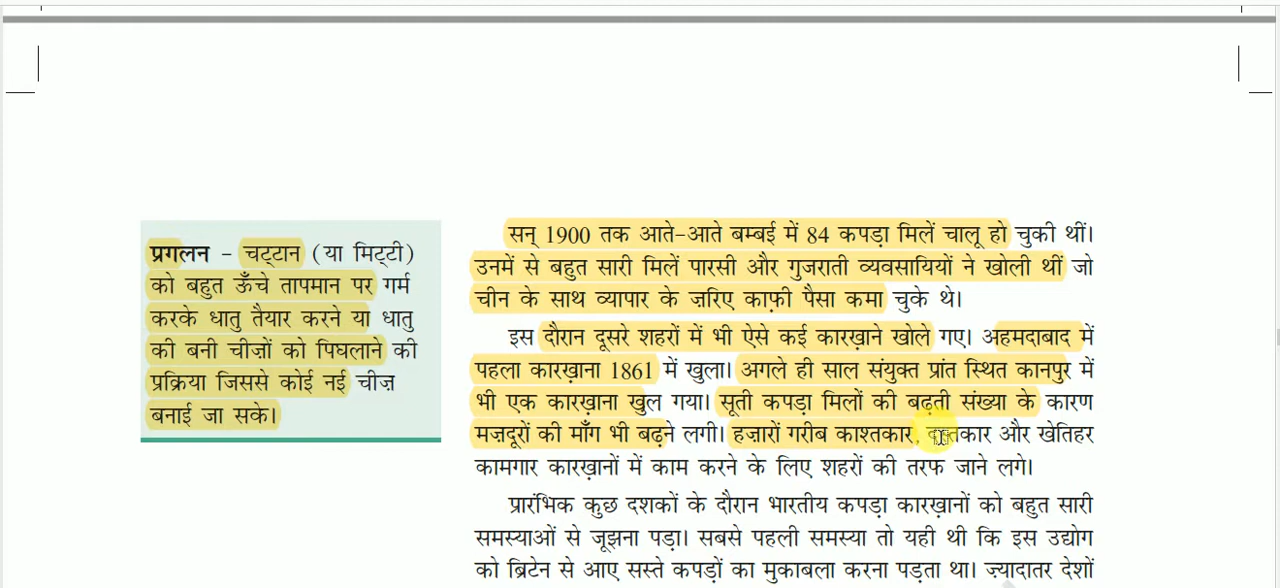 प्रगलन - चट्टान (या मिट्टी)
को बहुत ऊँचे तापमान पर गर्म
करके धातु तैयार करने या धातु
की बनी चीज़ों को पिघलाने की
प्रक्रिया जिससे कोई नई चीज़
बनाई जा सके।
सन् 1900 तक आते-आते बम्बई में 84 कपड़ा मिलें चालू हो चुकी थीं।
उनमें से बहुत सारी मिलें पारसी और गुजराती व्यवसायियों ने खोली थीं जो
चीन के साथ व्यापार के ज़रिए काफ़ी पैसा कमा चुके थे।
इस दौरान दूसरे शहरों में भी ऐसे कई कारख़ाने खोले गए। अहमदाबाद में
पहला कारख़ाना 1861 में खुला। अगले ही साल संयुक्त प्रांत स्थित कानपुर में
भी एक कारख़ाना खुल गया। सूती कपड़ा मिलों की बढ़ती संख्या के कारण
मज़दूरों की माँग भी बढ़ने लगी। हज़ारों गरीब काश्तकार, दस्तकार और खेतिहर
कामगार कारख़ानों में काम करने के लिए शहरों की तरफ जाने लगे।
प्रारंभिक कुछ दशकों के दौरान भारतीय कपड़ा कारख़ानों को बहुत सारी
समस्याओं से जूझना पड़ा। सबसे पहली समस्या तो यही थी कि इस उद्योग
को ब्रिटेन से आए सस्ते कपड़ों का मुकाबला करना पड़ता था। ज़्यादातर देशों